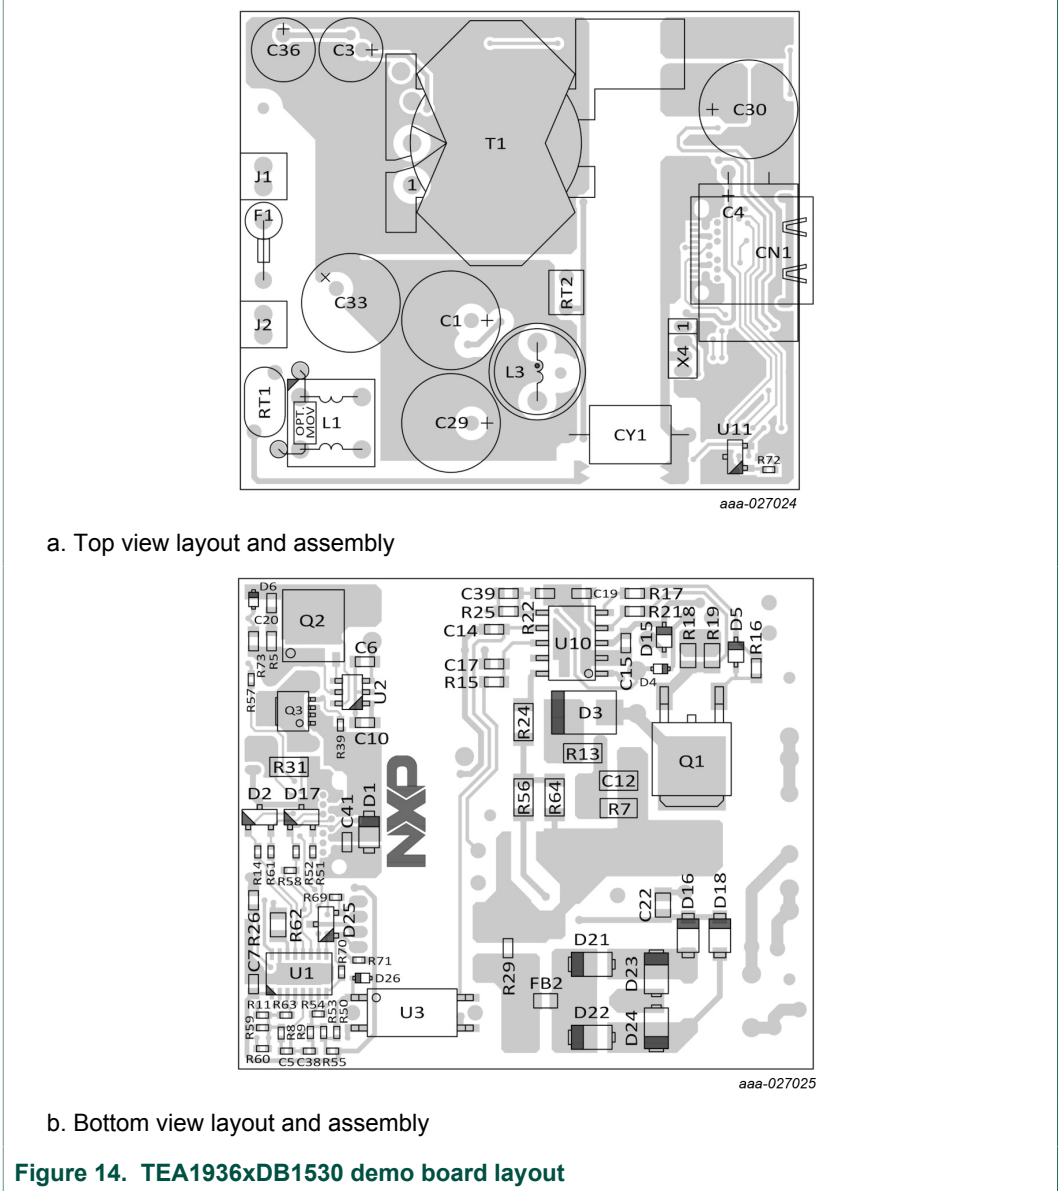 C36
C3
C30
T1
J1
1
F1
C4
CN1
RT2
C33
C1
J2
1
X4
L3
RT1
OPT.
MOV
L1
C29
CY1
U11
R72
aaa-027024
a. Top view layout and assembly
D6
C20
Q2
R73
R5
C6
R57
Q3
U2
R39
C10
R31
D2
D17
C41
D1
NXP
R14
R61
R58
R52
R51
R69
R26
R62
D25
C7
U1
R70
R71
D26
R11
R63
R54
R53
R50
R59
R8
R9
R60
C5
C38
R55
U3
C39
R25
R22
C19
R17
R21
C14
U10
D15
R18
R19
D5
R16
C17
C15
R15
D4
R24
D3
R13
Q1
R56
R64
C12
R7
C22
D16
D18
R29
D21
D23
FB2
D22
D24
aaa-027025
b. Bottom view layout and assembly
Figure 14. TEA1936xDB1530 demo board layout